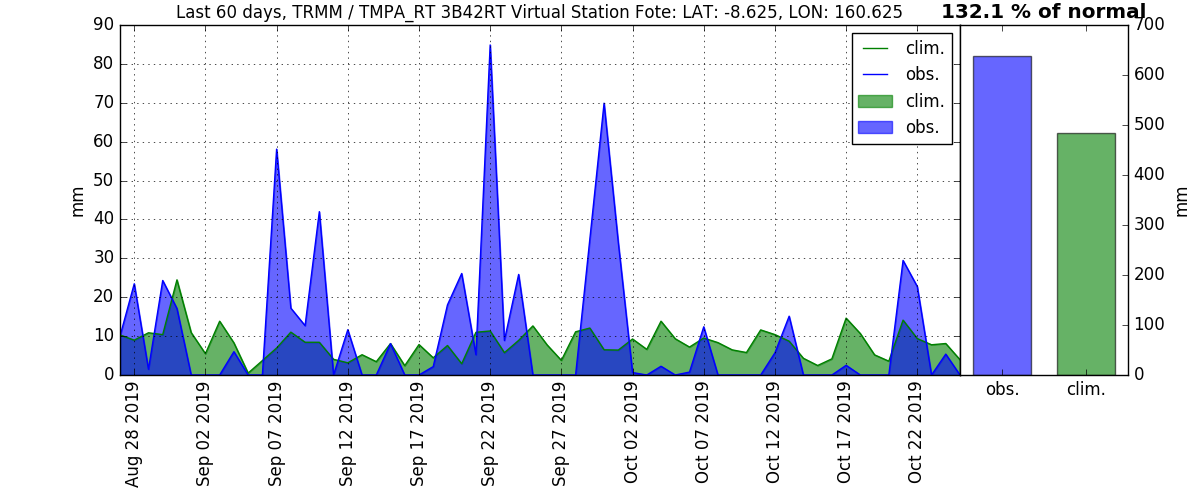 Last 60 days, TRMM / TMPA_RT 3B42RT Virtual Station Fote: LAT: -8.625, LON: 160.625
132.1 % of normal
90
80
70
60
50
40
30
20
10
0
mm
clim.
obs.
clim.
obs.
700
600
500
400
300
200
100
0
mm
obs.
clim.
Aug 28 2019
Sep 02 2019
Sep 07 2019
Sep 12 2019
Sep 17 2019
Sep 22 2019
Sep 27 2019
Oct 02 2019
Oct 07 2019
Oct 12 2019
Oct 17 2019
Oct 22 2019